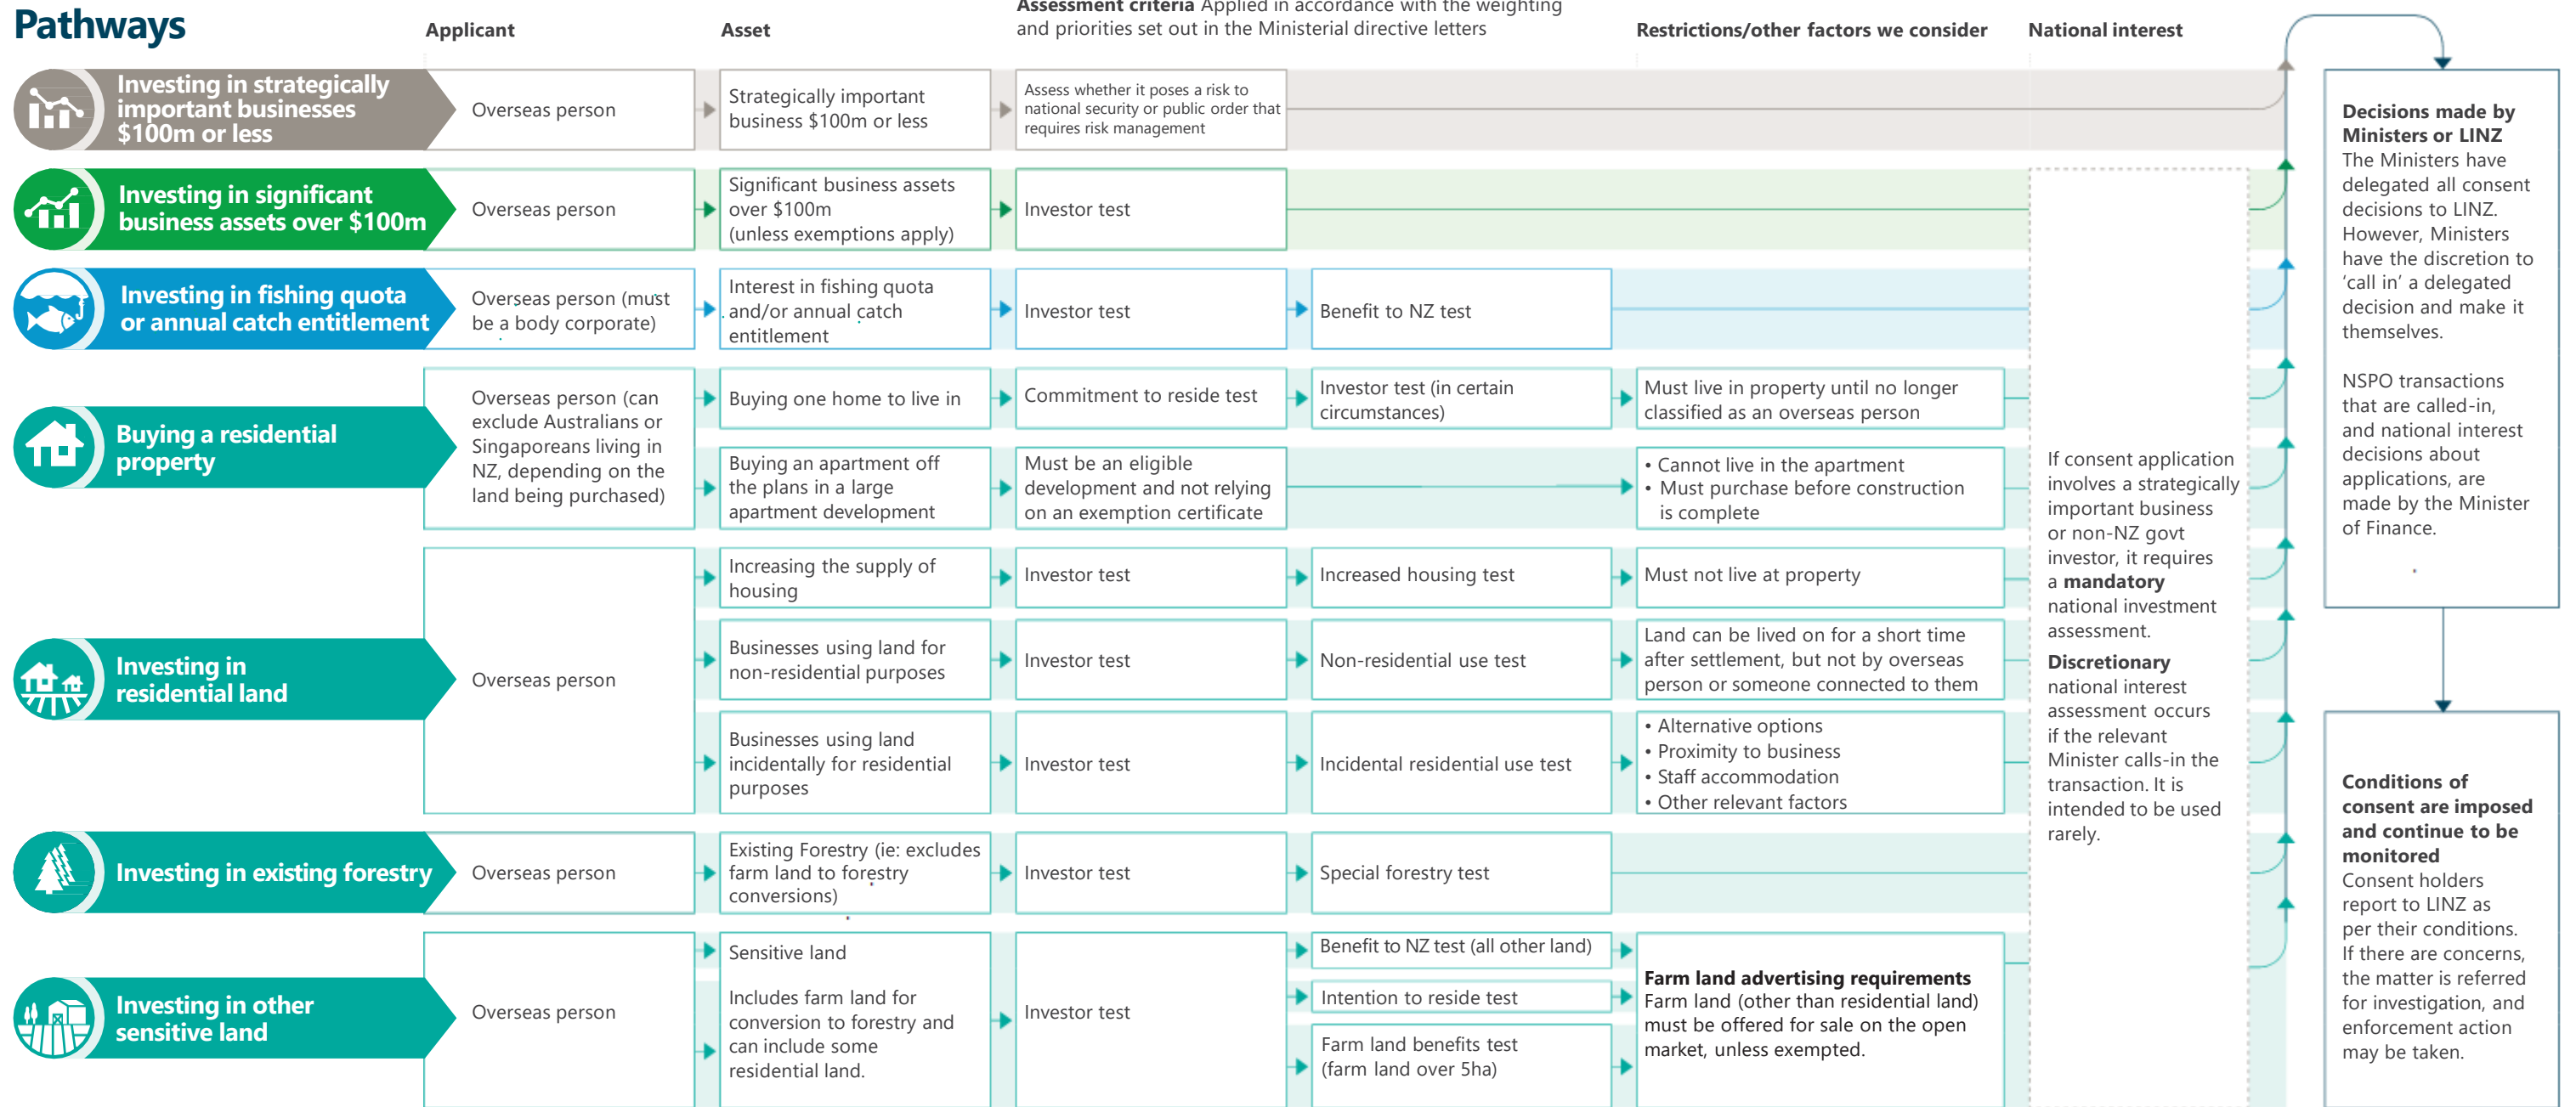 Pathways
Applicant
Asset
Assessment criteria Applied in accordance with the weighting
and priorities set out in the Ministerial directive letters
Restrictions/other factors we consider
National interest
Investing in strategically
important businesses
$100m or less
Overseas person
Strategically important
business $100m or less
Assess whether it poses a risk to
national security or public order that
requires risk management
Investing in significant
business assets over $100m
Overseas person
Significant business assets
over $100m
(unless exemptions apply)
Investor test
Investing in fishing quota
or annual catch entitlement
Overseas person (must
be a body corporate)
Interest in fishing quota
and/or annual catch
entitlement
Investor test
Benefit to NZ test
Buying a residential
property
Overseas person (can
exclude Australians or
Singaporeans living in
NZ, depending on the
land being purchased)
Buying one home to live in
Commitment to reside test
Investor test (in certain
circumstances)
Must live in property until no longer
classified as an overseas person
Buying an apartment off
the plans in a large
apartment development
Must be an eligible
development and not relying
on an exemption certificate
• Cannot live in the apartment
• Must purchase before construction
is complete
Investing in
residential land
Overseas person
Increasing the supply of
housing
Investor test
Increased housing test
Must not live at property
Businesses using land for
non-residential purposes
Investor test
Non-residential use test
Land can be lived on for a short time
after settlement, but not by overseas
person or someone connected to them
Businesses using land
incidentally for residential
purposes
Investor test
Incidental residential use test
• Alternative options
• Proximity to business
• Staff accommodation
• Other relevant factors
Investing in existing forestry
Overseas person
Existing Forestry (ie: excludes
farm land to forestry
conversions)
Investor test
Special forestry test
Investing in other
sensitive land
Overseas person
Sensitive land
Includes farm land for
conversion to forestry and
can include some
residential land.
Investor test
Benefit to NZ test (all other land)
Intention to reside test
Farm land benefits test
(farm land over 5ha)
Farm land advertising requirements
Farm land (other than residential land)
must be offered for sale on the open
market, unless exempted.
If consent application
involves a strategically
important business
or non-NZ govt
investor, it requires
a mandatory
national investment
assessment.
Discretionary
national interest
assessment occurs
if the relevant
Minister calls-in the
transaction. It is
intended to be used
rarely.
Decisions made by
Ministers or LINZ
The Ministers have
delegated all consent
decisions to LINZ.
However, Ministers
have the discretion to
‘call in’ a delegated
decision and make it
themselves.
NSPO transactions
that are called-in,
and national interest
decisions about
applications, are
made by the Minister
of Finance.
Conditions of
consent are imposed
and continue to be
monitored
Consent holders
report to LINZ as
per their conditions.
If there are concerns,
the matter is referred
for investigation, and
enforcement action
may be taken.